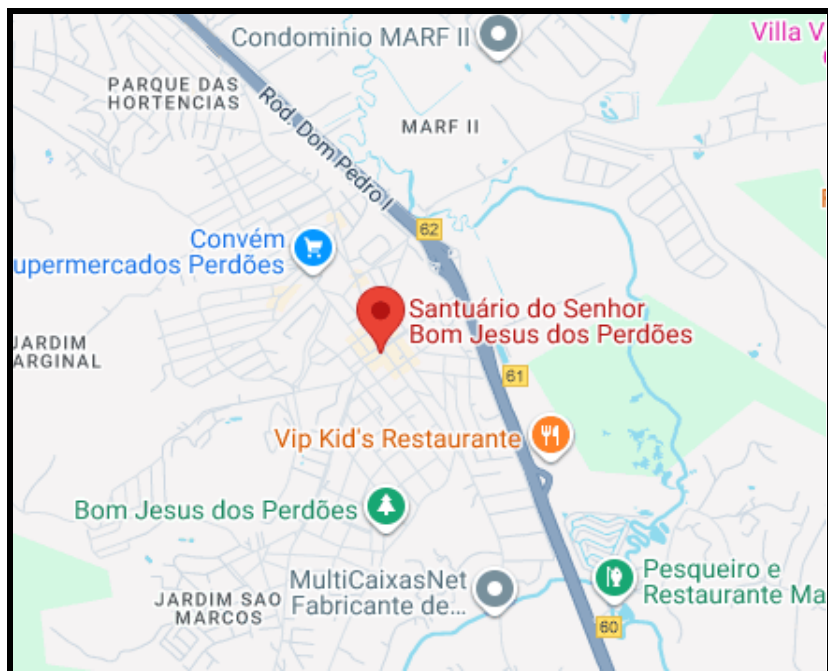 Condominio MARF II
Villa V
PARQUE DAS
HORTENCIAS
Rod. Dom Pedro I
MARF II
62
Convém
upermercados Perdões
Santuário do Senhor
Bom Jesus dos Perdões
JARDIM
ARGINAL
61
Vip Kid's Restaurante
Bom Jesus dos Perdões
MultiCaixasNet
Fabricante de...
Pesqueiro e
Restaurante Ma
JARDIM SAO
MARCOS
60